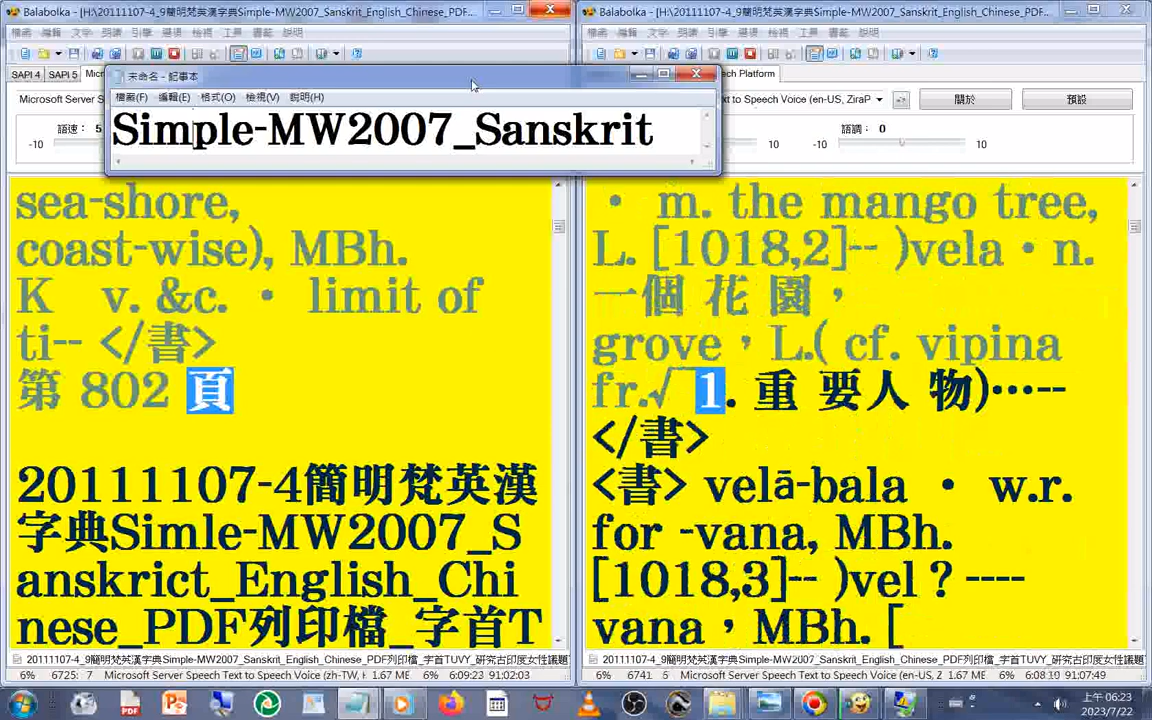 Balabolka - [H:\20111107-4_9簡明梵英漢字典Simple-MW2007_Sanskrit_English_Chinese_PDF...
Balabolka - [H:\20111107-4_9簡明梵英漢字典Simple-MW2007_Sanskrit_English_Chinese_PDF...
SAPI 4 SAPI 5
未命名 - 記事本
檔案(F) 編輯(E) 格式(O) 檢視(V) 說明(H)
Simple-MW2007_Sanskrit
ech Platform
Microsoft Server S
xt to Speech Voice (en-US, ZiraP
關於
預設
語速： 5
語調： 0
-10
10
-10
10
sea-shore,
coast-wise), MBh.
K v. &c. • limit of
ti-- </書>
第 802 頁
20111107-4簡明梵英漢
字典Simle-MW2007_S
anskrict_English_Chi
nese_PDF列印檔_字首T
• m. the mango tree,
L. [1018,2]-- )vela • n.
一個 花 園，
grove，L.( cf. vipina
fr.√ 1. 重 要人 物)…--
</書>
<書> velā-bala • w.r.
for -vana, MBh.
[1018,3]-- )vel？----
vana，MBh. [
20111107-4_9簡明梵英漢字典Simple-MW2007_Sanskrit_English_Chinese_PDF列印檔_字首TUVY_研究古印度女性議題
20111107-4_9簡明梵英漢字典Simple-MW2007_Sanskrit_English_Chinese_PDF列印檔_字首TUVY_研究古印度女性議題
6% 6725: 7 Microsoft Server Speech Text to Speech Voice (zh-TW, H 1.67 ME 6:09:23 91:02:03
6% 6741: 5 Microsoft Server Speech Text to Speech Voice (en-US, Z 1.67 ME 6:08:10 91:07:49
上午 06:23
2023/7/22